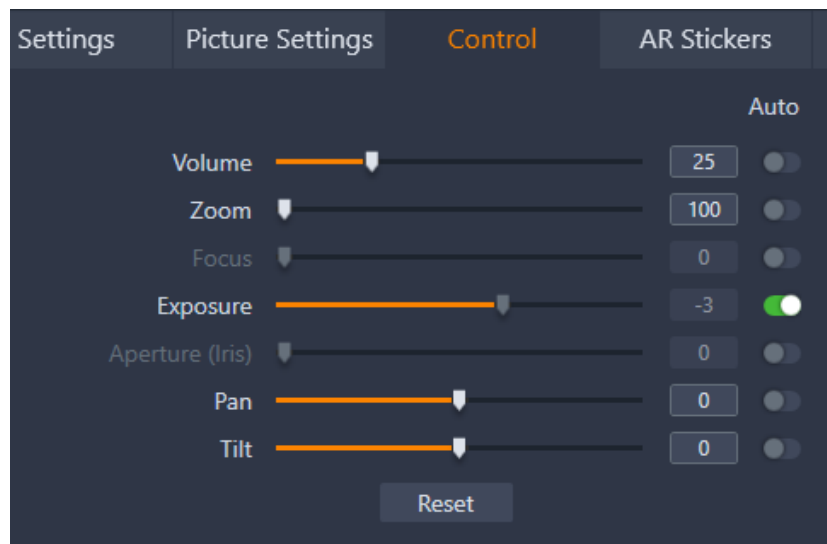 Settings Picture Settings Control AR Stickers
Auto
Volume 25
Zoom 100
Focus 0
Exposure -3
Aperture (Iris) 0
Pan 0
Tilt 0
Reset